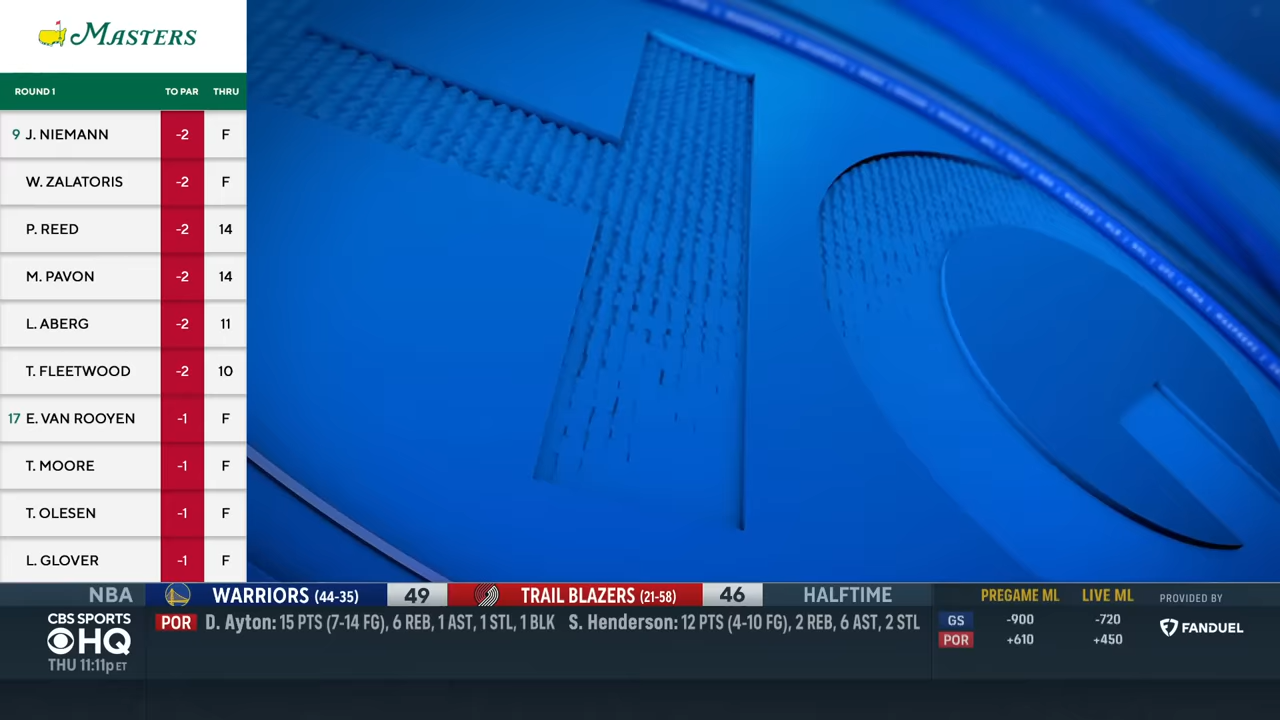 MASTERS
ROUND 1 TO PAR THRU
9 J. NIEMANN -2 F
W. ZALATORIS -2 F
P. REED -2 14
M. PAVON -2 14
L. ABERG -2 11
T. FLEETWOOD -2 10
17 E. VAN ROOYEN -1 F
T. MOORE -1 F
T. OLESEN -1 F
L. GLOVER -1 F
NBA WARRIORS (44-35) 49 TRAIL BLAZERS (21-58) 46 HALFTIME
POR D. Ayton: 15 PTS (7-14 FG), 6 REB, 1 AST, 1 STL, 1 BLK S. Henderson: 12 PTS (4-10 FG), 2 REB, 6 AST, 2 STL
CBS SPORTS
HQ
THU 11:11P ET
PREGAME ML LIVE ML
GS -900 -720
POR +610 +450
PROVIDED BY
FANDUEL